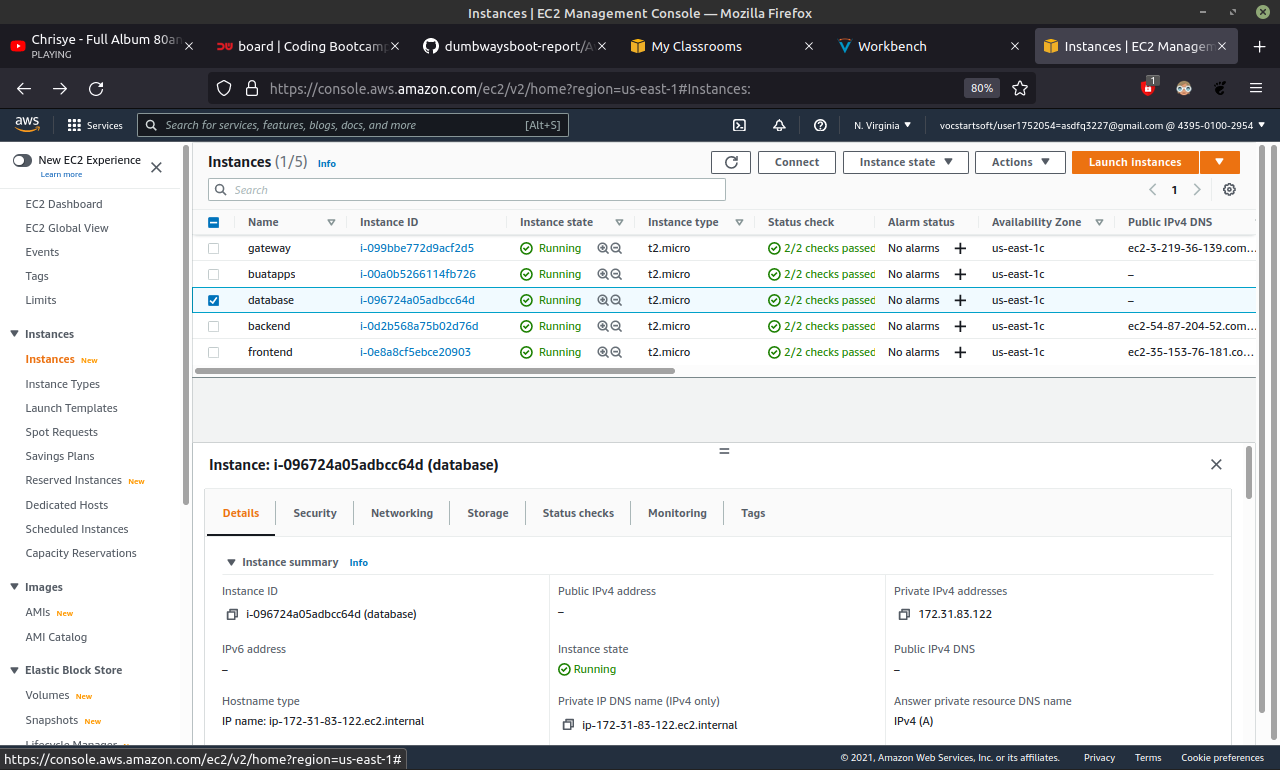 Instances | EC2 Management Console — Mozilla Firefox
Chrisye - Full Album 80an
PLAYING
board | Coding Bootcamp
dumbwaysboot-report/A
My Classrooms
Workbench
Instances | EC2 Managem
https://console.aws.amazon.com/ec2/v2/home?region=us-east-1#Instances:
80%
1
aws
Services
Search for services, features, blogs, docs, and more
[Alt+S]
N. Virginia
vocstartsoft/user1752054=asdfq3227@gmail.com @ 4395-0100-2954
New EC2 Experience
Learn more
EC2 Dashboard
EC2 Global View
Events
Tags
Limits
Instances
Instances New
Instance Types
Launch Templates
Spot Requests
Savings Plans
Reserved Instances New
Dedicated Hosts
Scheduled Instances
Capacity Reservations
Images
AMIs New
AMI Catalog
Elastic Block Store
Volumes New
Snapshots New
Lifecycle Manager
Instances (1/5) Info
Connect
Instance state
Actions
Launch instances
Search
1
Name Instance ID Instance state Instance type Status check Alarm status Availability Zone Public IPv4 DNS
gateway i-099bbe772d9acf2d5 Running t2.micro 2/2 checks passed No alarms + us-east-1c ec2-3-219-36-139.com...
buatapps i-00a0b5266114fb726 Running t2.micro 2/2 checks passed No alarms + us-east-1c –
database i-096724a05adbcc64d Running t2.micro 2/2 checks passed No alarms + us-east-1c –
backend i-0d2b568a75b02d76d Running t2.micro 2/2 checks passed No alarms + us-east-1c ec2-54-87-204-52.com...
frontend i-0e8a8cf5ebce20903 Running t2.micro 2/2 checks passed No alarms + us-east-1c ec2-35-153-76-181.co...
Instance: i-096724a05adbcc64d (database)
Details
Security
Networking
Storage
Status checks
Monitoring
Tags
Instance summary Info
Instance ID
i-096724a05adbcc64d (database)
Public IPv4 address
–
Private IPv4 addresses
172.31.83.122
IPv6 address
–
Instance state
Running
Public IPv4 DNS
–
Hostname type
IP name: ip-172-31-83-122.ec2.internal
Private IP DNS name (IPv4 only)
ip-172-31-83-122.ec2.internal
Answer private resource DNS name
IPv4 (A)
https://console.aws.amazon.com/ec2/v2/home?region=us-east-1#
© 2021, Amazon Web Services, Inc. or its affiliates.
Privacy
Terms
Cookie preferences